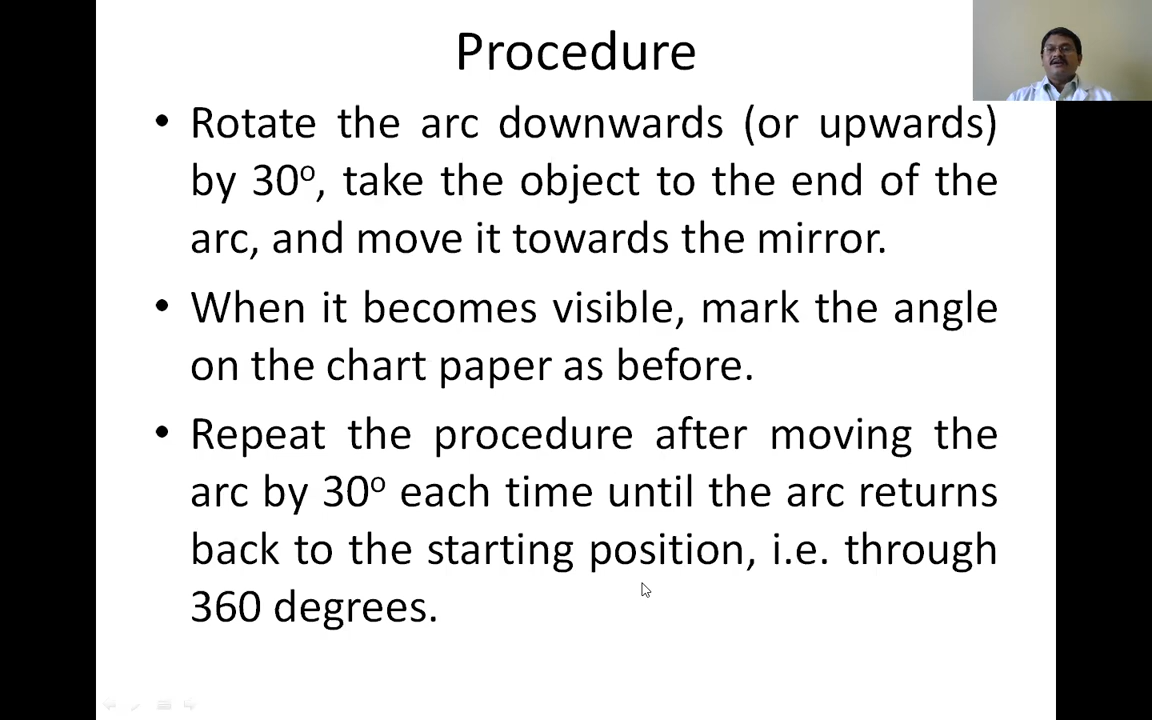 Procedure
• Rotate the arc downwards (or upwards)
by 30º, take the object to the end of the
arc, and move it towards the mirror.
• When it becomes visible, mark the angle
on the chart paper as before.
• Repeat the procedure after moving the
arc by 30º each time until the arc returns
back to the starting position, i.e. through
360 degrees.